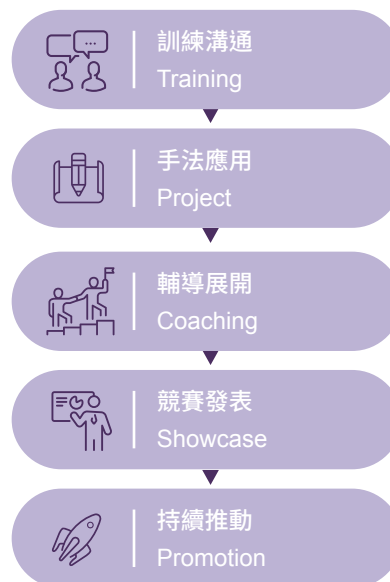 訓練溝通
Training
手法應用
Project
輔導展開
Coaching
競賽發表
Showcase
持續推動
Promotion